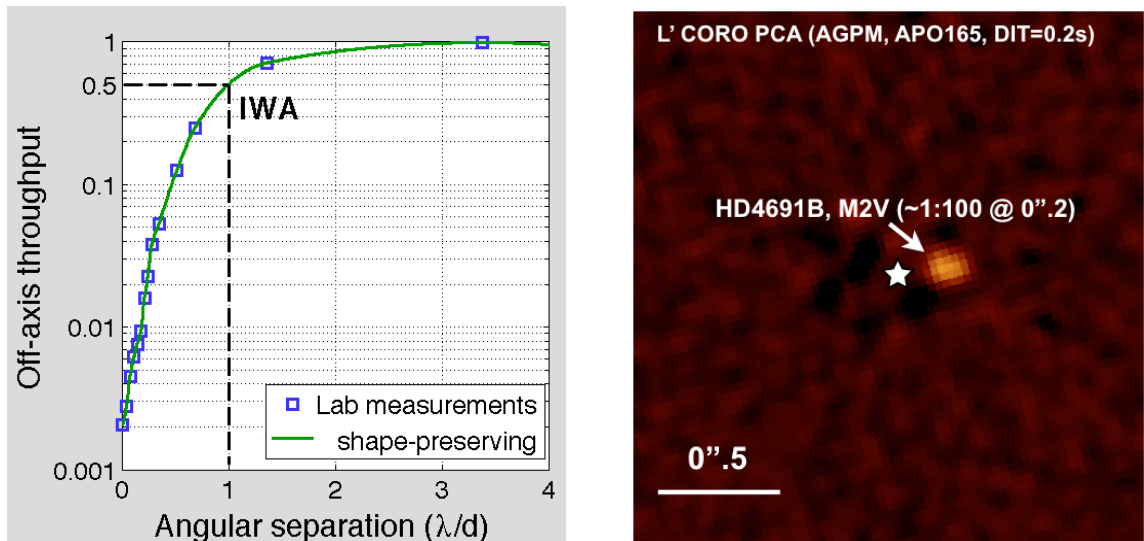 1
0.5
0.1
0.01
0.001
Off-axis throughput
IWA
Lab measurements
shape-preserving
0 1 2 3 4
Angular separation (λ/d)
L' CORO PCA (AGPM, APO165, DIT=0.2s)
HD4691B, M2V (~1:100 @ 0".2)
0".5